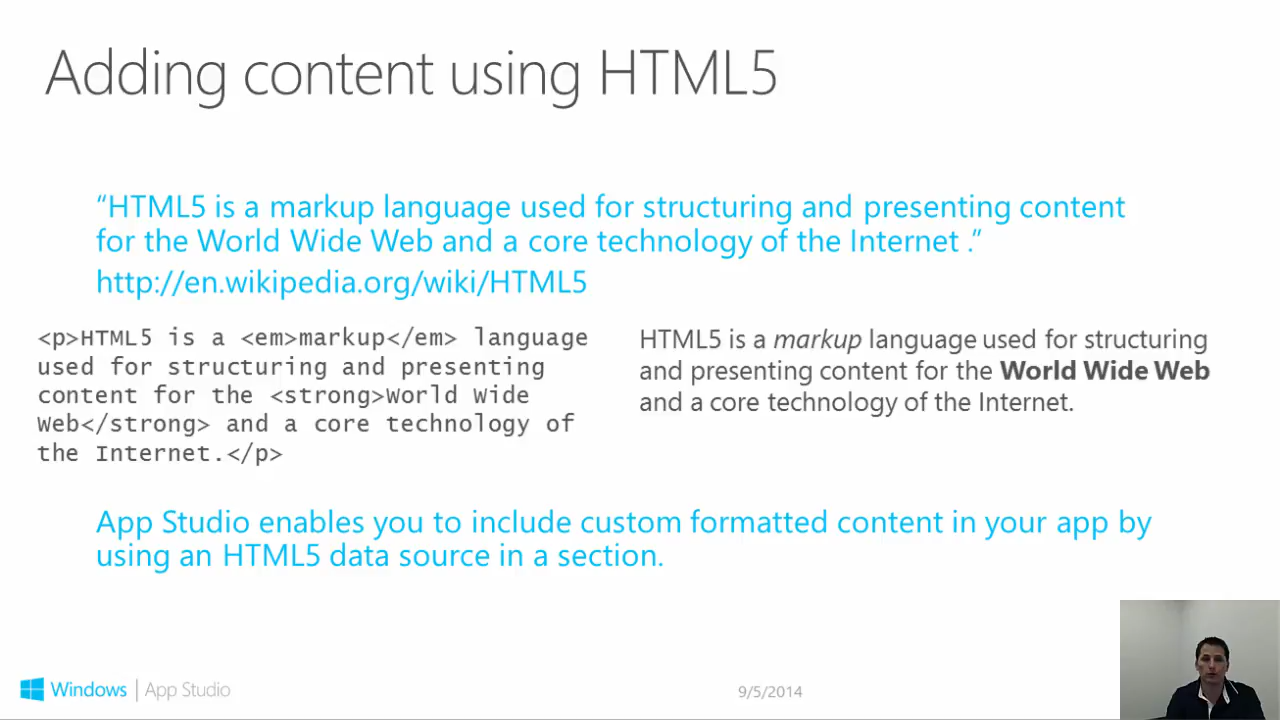 Adding content using HTML5
“HTML5 is a markup language used for structuring and presenting content
for the World Wide Web and a core technology of the Internet .”
http://en.wikipedia.org/wiki/HTML5
<p>HTML5 is a <em>markup</em> language
used for structuring and presenting
content for the <strong>World Wide
Web</strong> and a core technology of
the Internet.</p>
HTML5 is a markup language used for structuring
and presenting content for the World Wide Web
and a core technology of the Internet.
App Studio enables you to include custom formatted content in your app by
using an HTML5 data source in a section.
Windows | App Studio
9/5/2014